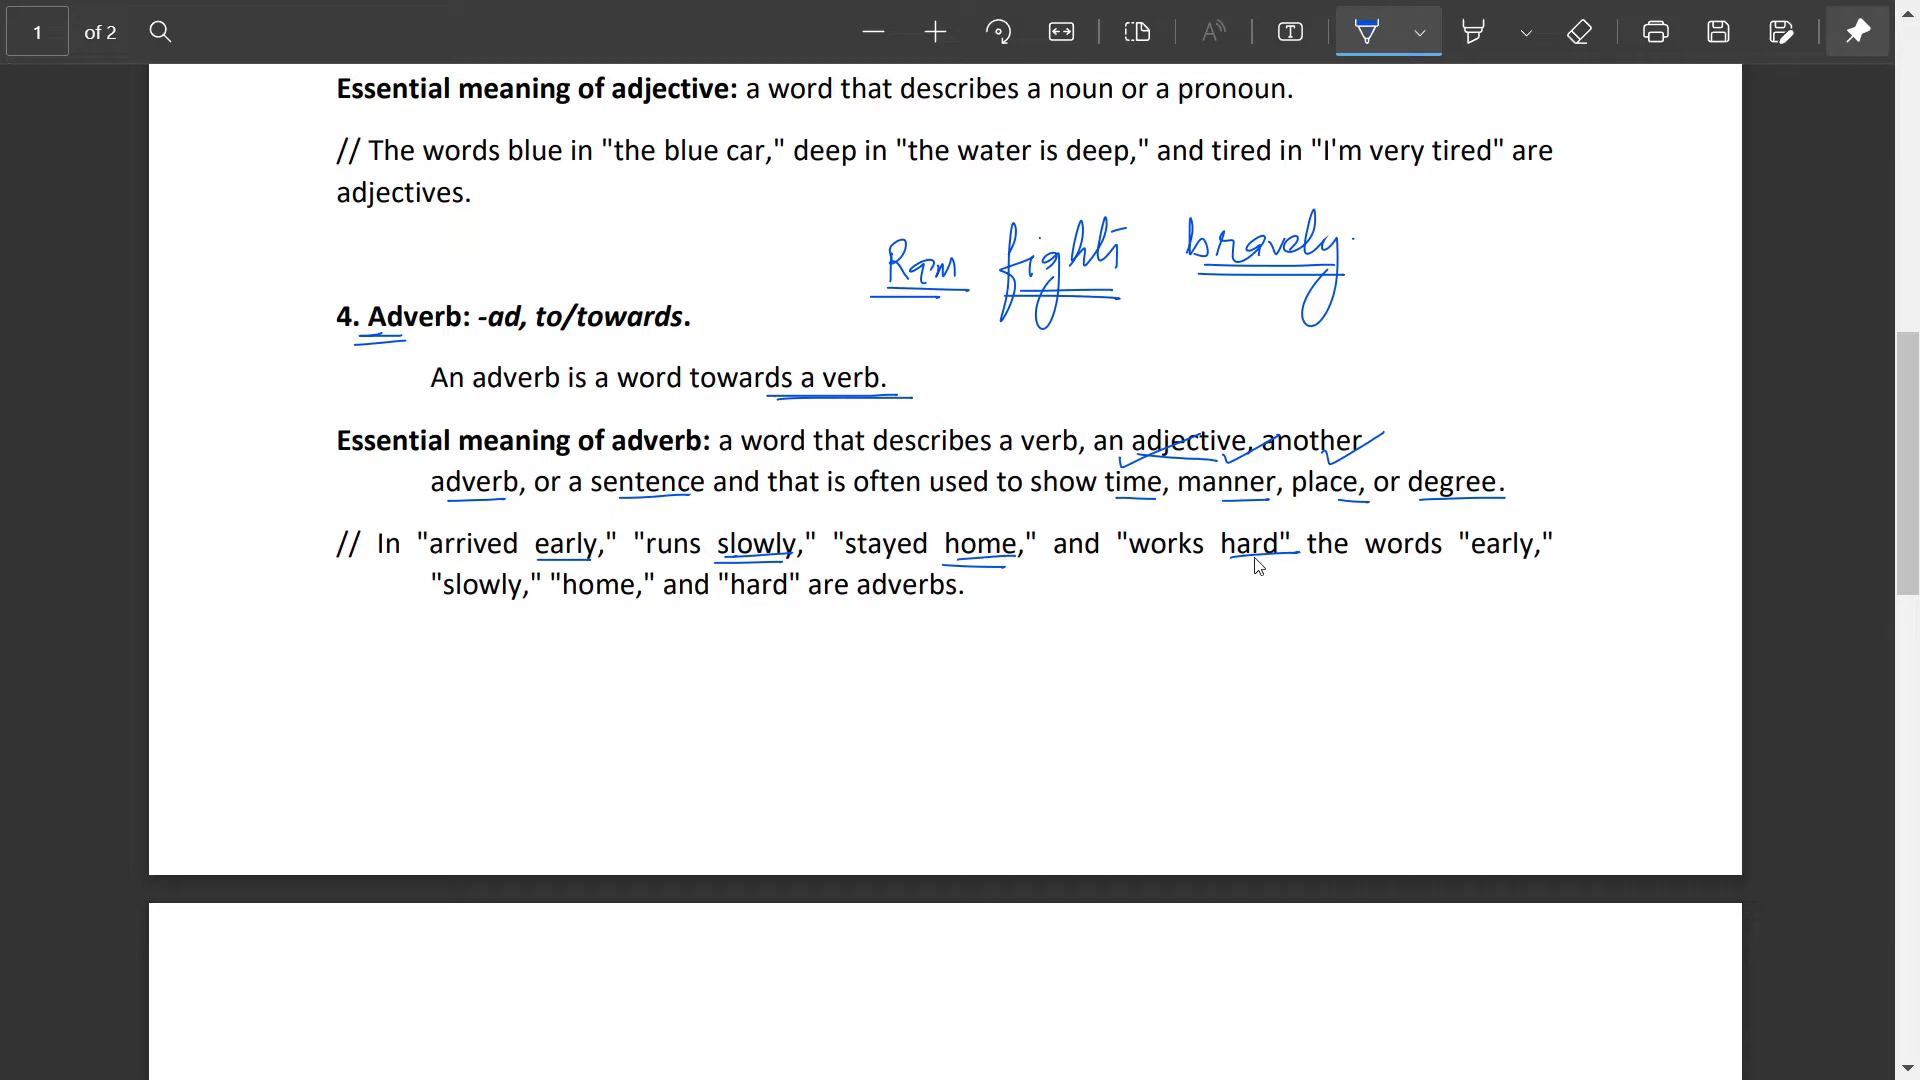 1 of 2
Essential meaning of adjective: a word that describes a noun or a pronoun.
// The words blue in "the blue car," deep in "the water is deep," and tired in "I'm very tired" are
adjectives.
Ram fights bravely.
4. Adverb: -ad, to/towards.
An adverb is a word towards a verb.
Essential meaning of adverb: a word that describes a verb, an adjective, another
adverb, or a sentence and that is often used to show time, manner, place, or degree.
// In "arrived early," "runs slowly," "stayed home," and "works hard" the words "early,"
"slowly," "home," and "hard" are adverbs.